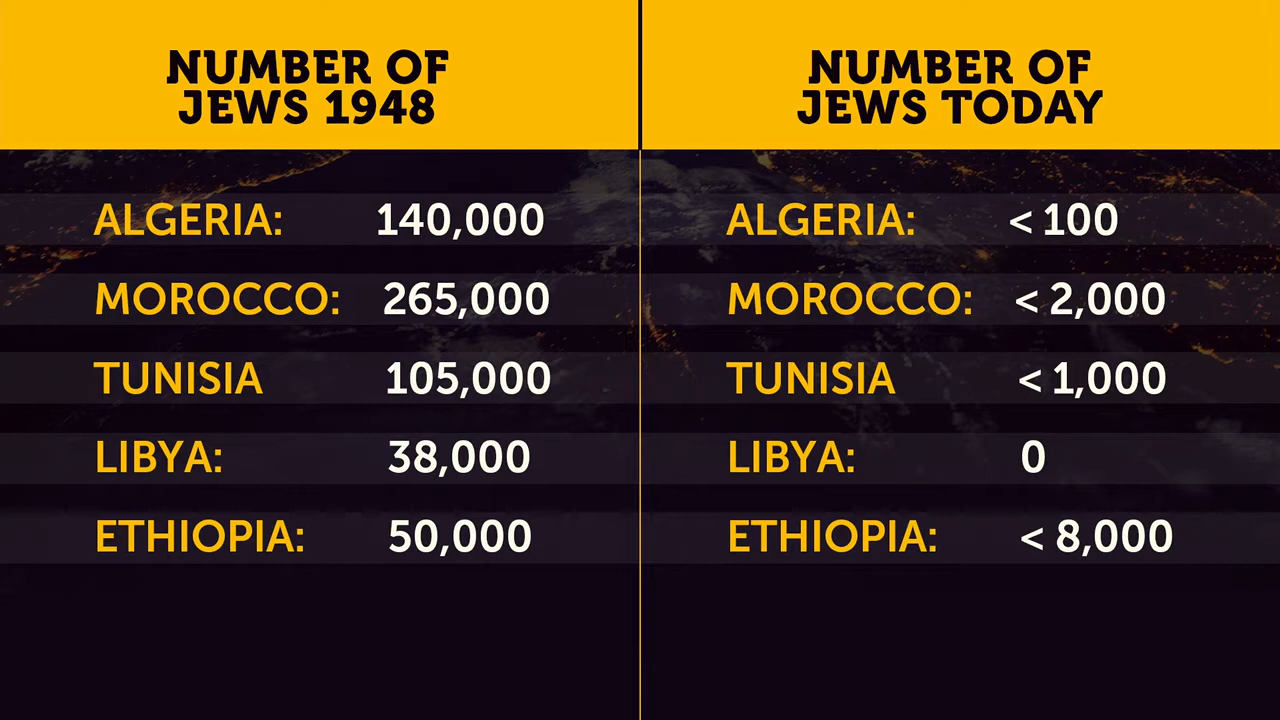 NUMBER OF
JEWS 1948
ALGERIA: 140,000
MOROCCO: 265,000
TUNISIA 105,000
LIBYA: 38,000
ETHIOPIA: 50,000
NUMBER OF
JEWS TODAY
ALGERIA: < 100
MOROCCO: < 2,000
TUNISIA < 1,000
LIBYA: 0
ETHIOPIA: < 8,000